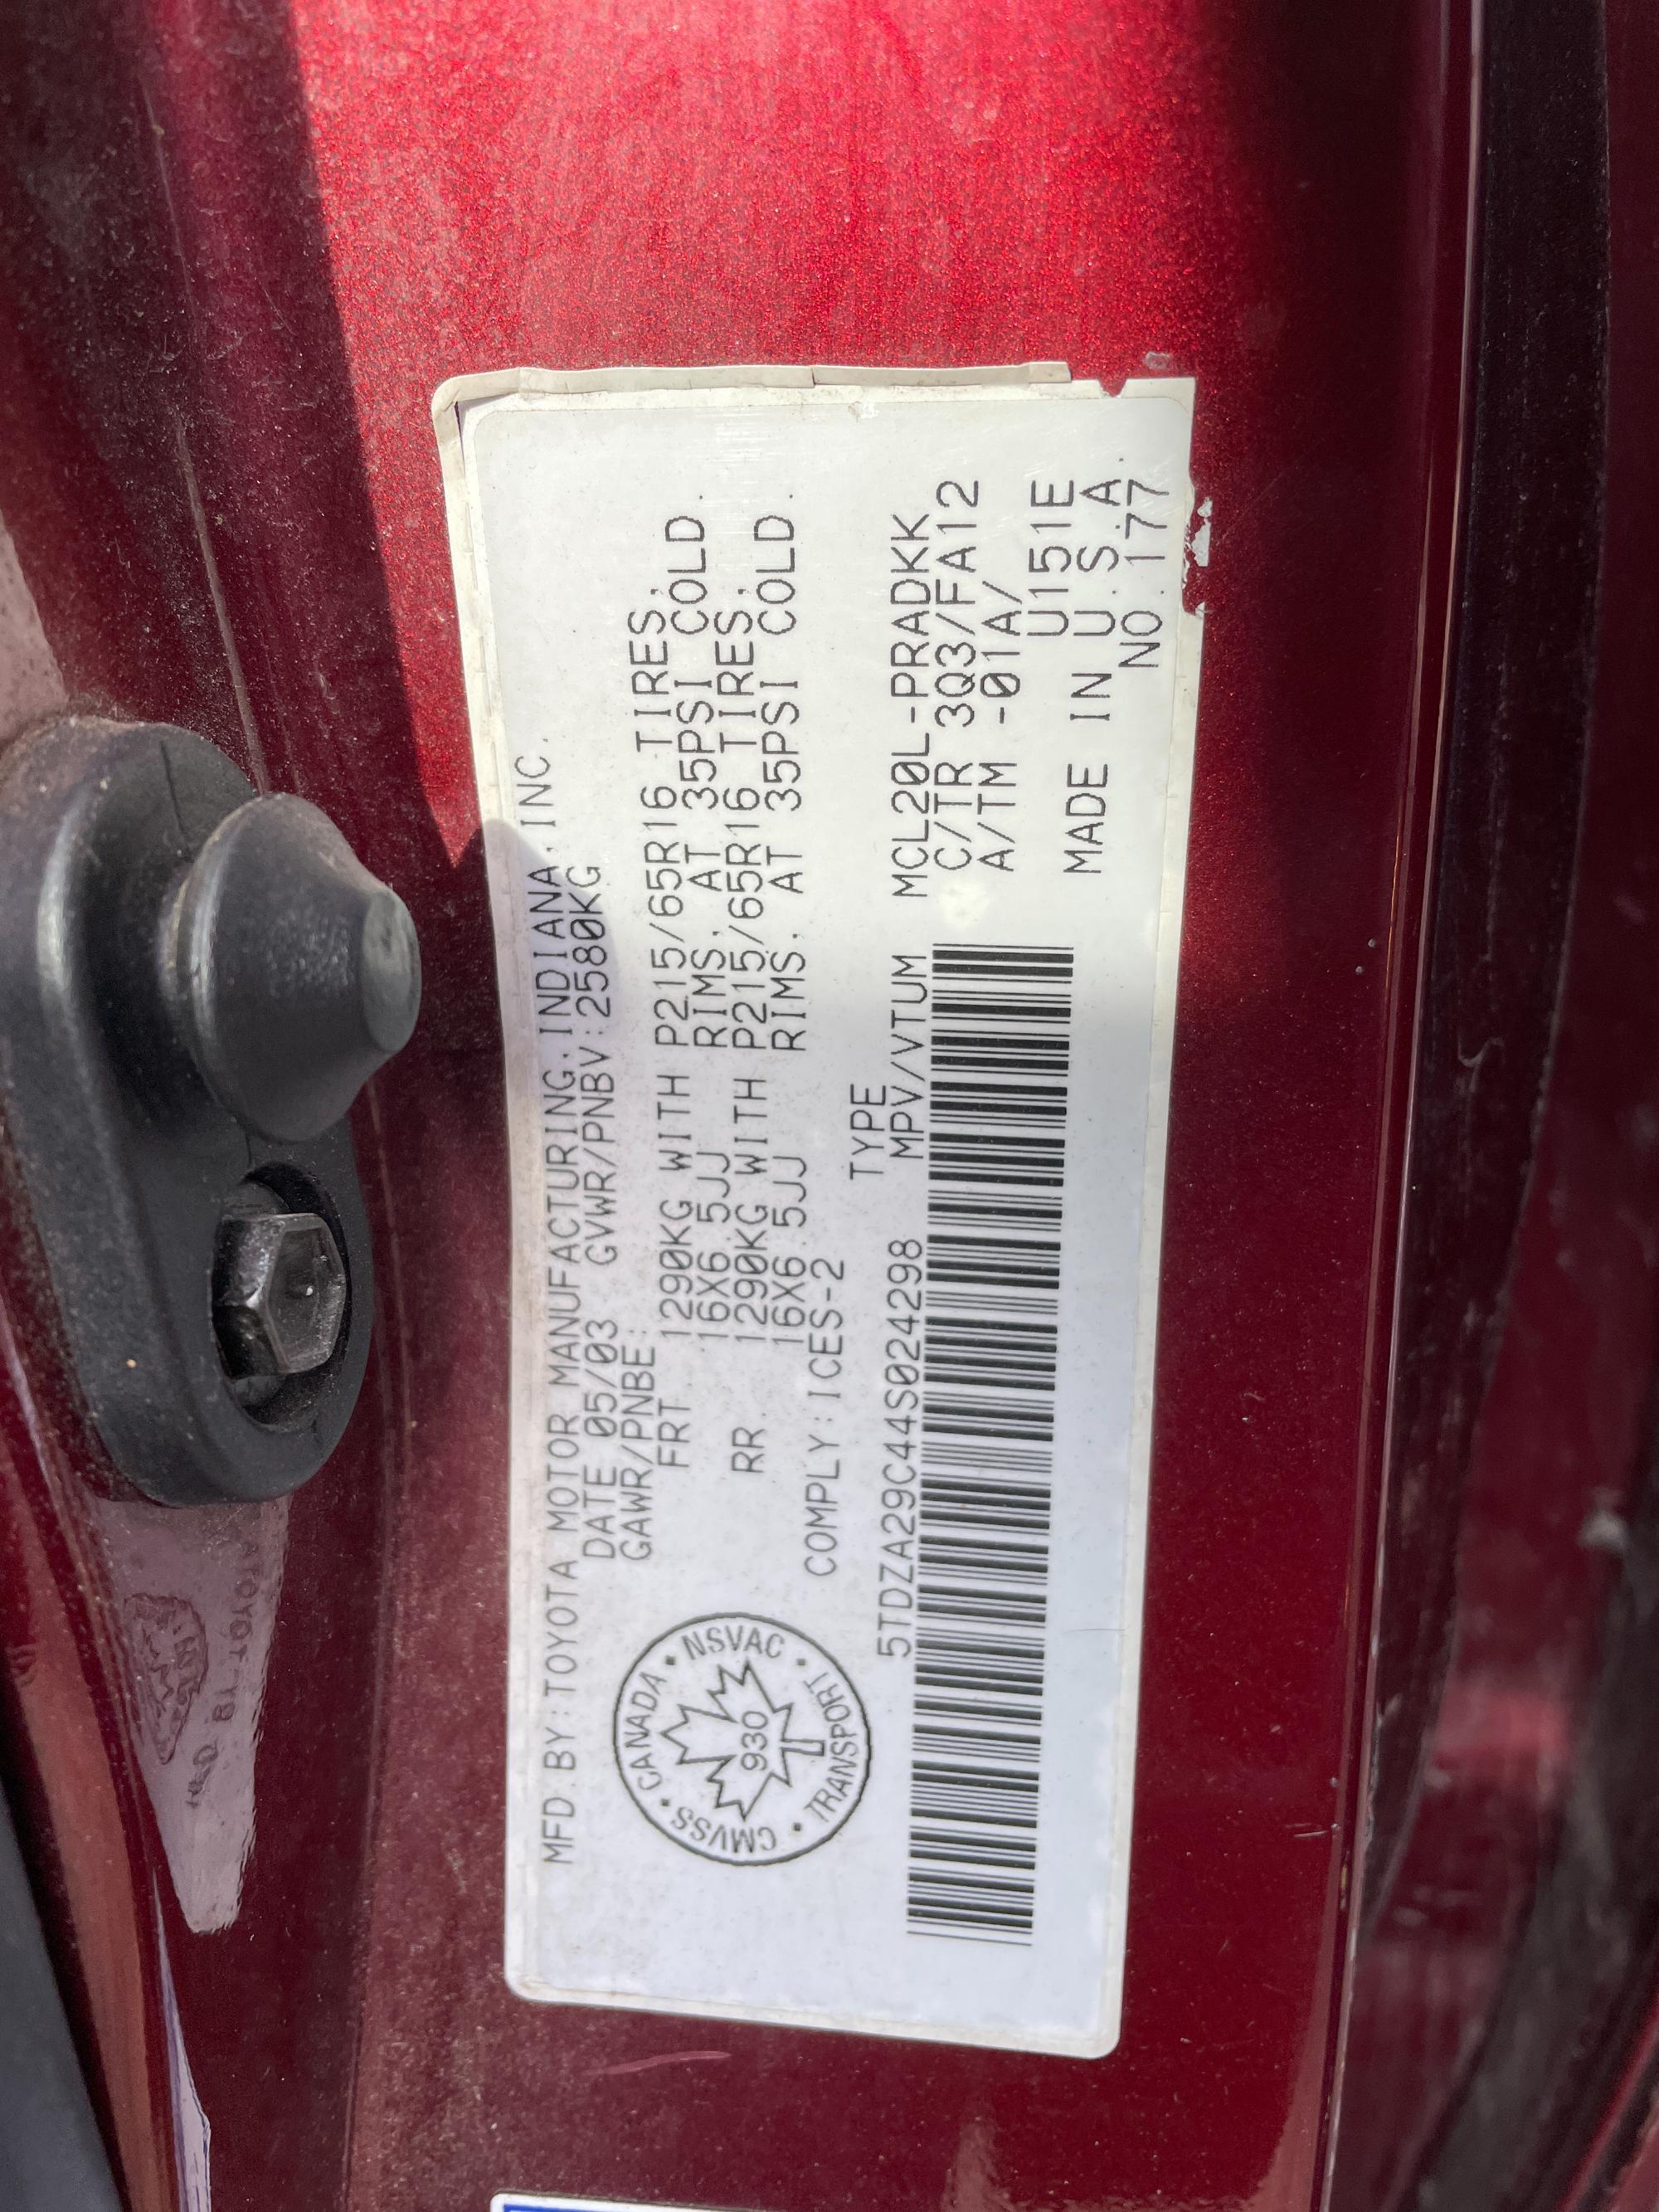 MFD.BY:TOYOTA MOTOR MANUFACTURING.INDIANA.INC.
DATE 05/03 GVWR/PNBV:2580KG
GAWR/PNBE:
FRT. 1290KG WITH P215/65R16 TIRES,
16X6.5JJ RIMS, AT 35PSI COLD.
RR. 1290KG WITH P215/65R16 TIRES,
16X6.5JJ RIMS, AT 35PSI COLD.
COMPLY:ICES-2
TYPE
5TDZA29C44S024298 MPV/VTUM MCL20L-PRADKK
C/TR 3Q3/FA12
A/TM -01A/
U151E
MADE IN U.S.A
NO.177
CMVSS • CANADA • NSVAC • TRANSPORT •
930